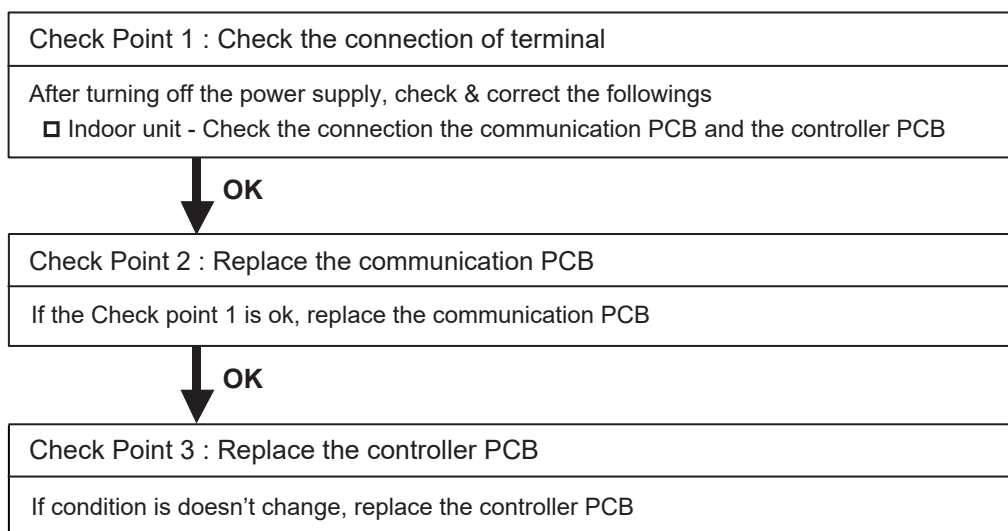 Check Point 1 : Check the connection of terminal
After turning off the power supply, check & correct the followings
Indoor unit - Check the connection the communication PCB and the controller PCB
OK
Check Point 2 : Replace the communication PCB
If the Check point 1 is ok, replace the communication PCB
OK
Check Point 3 : Replace the controller PCB
If condition is doesn’t change, replace the controller PCB